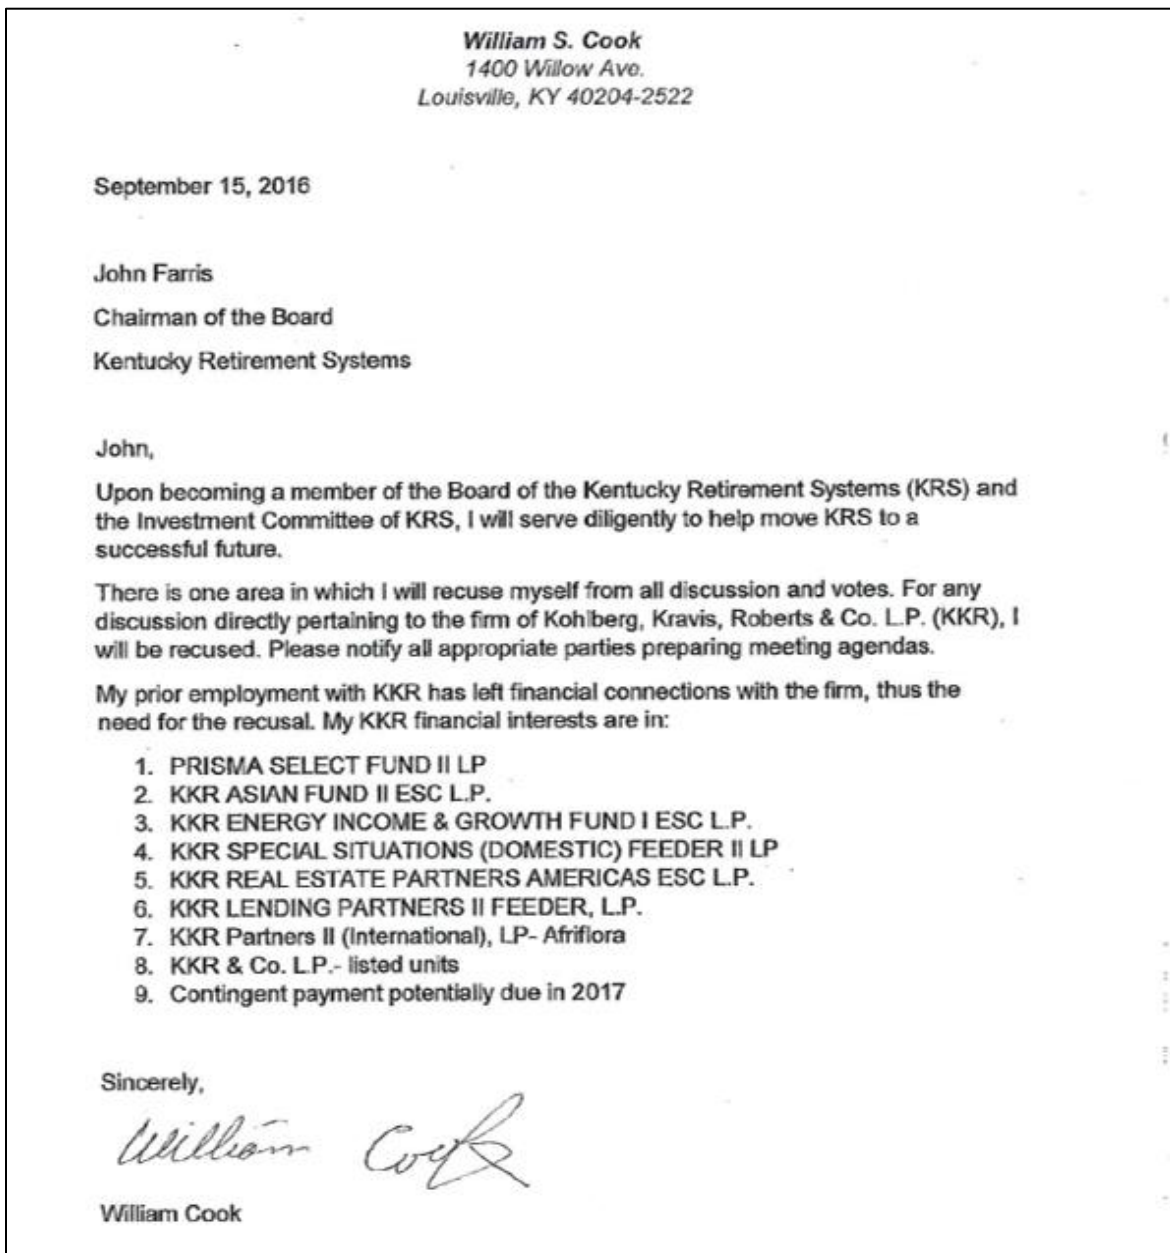 William S. Cook
1400 Willow Ave.
Louisville, KY 40204-2522
September 15, 2016
John Farris
Chairman of the Board
Kentucky Retirement Systems
John,
Upon becoming a member of the Board of the Kentucky Retirement Systems (KRS) and
the Investment Committee of KRS, I will serve diligently to help move KRS to a
successful future.
There is one area in which I will recuse myself from all discussion and votes. For any
discussion directly pertaining to the firm of Kohlberg, Kravis, Roberts & Co. L.P. (KKR), I
will be recused. Please notify all appropriate parties preparing meeting agendas.
My prior employment with KKR has left financial connections with the firm, thus the
need for the recusal. My KKR financial interests are in:
1. PRISMA SELECT FUND II LP
2. KKR ASIAN FUND II ESC L.P.
3. KKR ENERGY INCOME & GROWTH FUND I ESC L.P.
4. KKR SPECIAL SITUATIONS (DOMESTIC) FEEDER II LP
5. KKR REAL ESTATE PARTNERS AMERICAS ESC L.P.
6. KKR LENDING PARTNERS II FEEDER, L.P.
7. KKR Partners II (International), LP- Afriflora
8. KKR & Co. L.P.- listed units
9. Contingent payment potentially due in 2017
Sincerely,
William Cook
William Cook